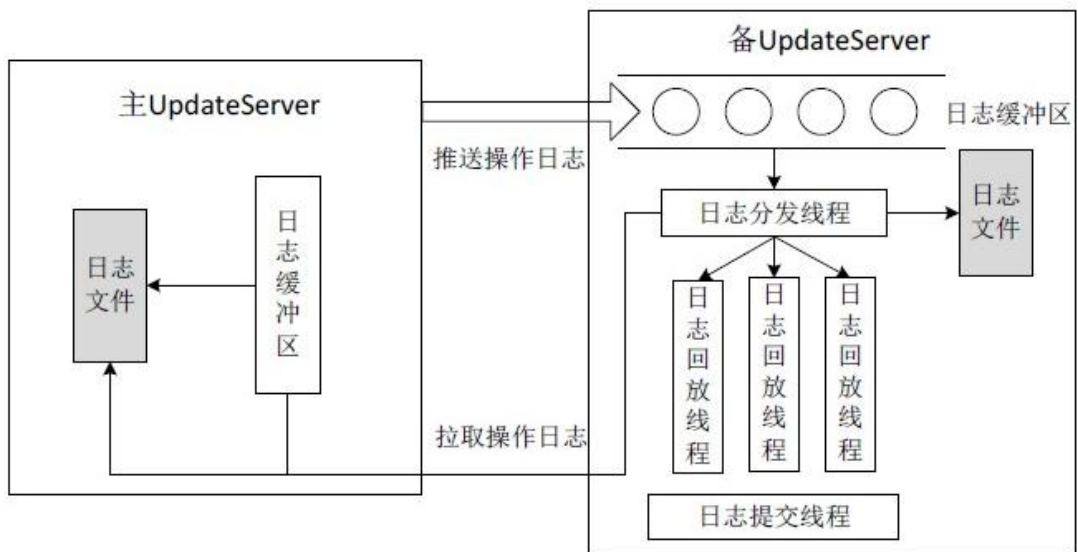 主UpdateServer
日志
文件
日
志
缓
冲
区
推送操作日志
拉取操作日志
备UpdateServer
日志缓冲区
日志分发线程
日志
文件
日
志
回
放
线
程
日
志
回
放
线
程
日
志
回
放
线
程
日志提交线程